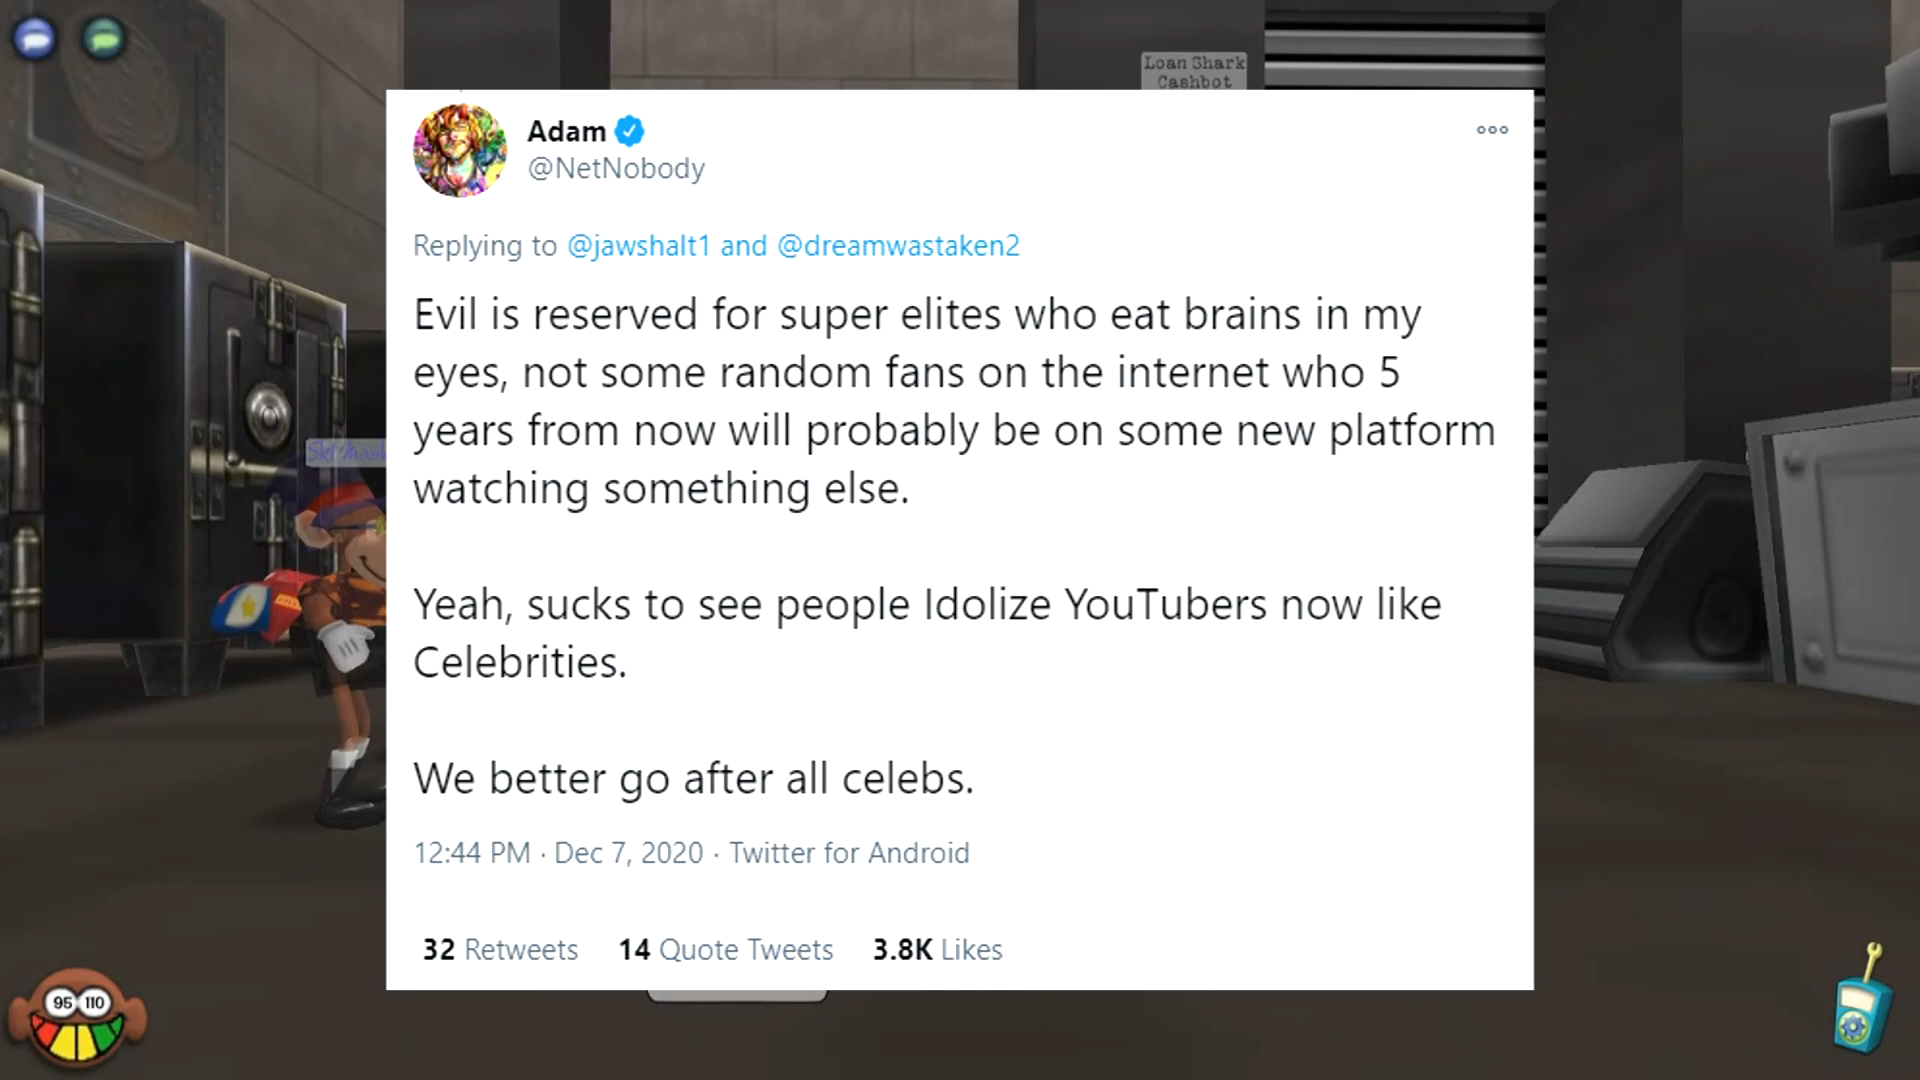 Loan Shark
Cashbot
Adam
@NetNobody
Replying to @jawshalt1 and @dreamwastaken2
Evil is reserved for super elites who eat brains in my
eyes, not some random fans on the internet who 5
years from now will probably be on some new platform
watching something else.
Yeah, sucks to see people Idolize YouTubers now like
Celebrities.
We better go after all celebs.
12:44 PM · Dec 7, 2020 · Twitter for Android
32 Retweets 14 Quote Tweets 3.8K Likes
Ski Mask
95 110